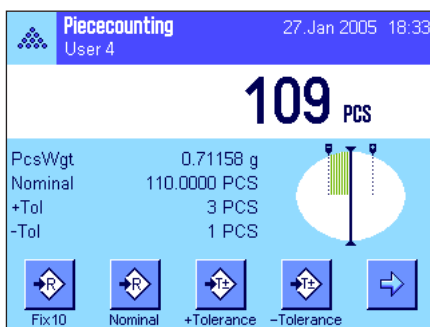 Piececounting 27.Jan 2005 18:33
User 4
109 PCS
PcsWgt 0.71158 g
Nominal 110.0000 PCS
+Tol 3 PCS
-Tol 1 PCS
R R T± T±
Fix10 Nominal +Tolerance -Tolerance